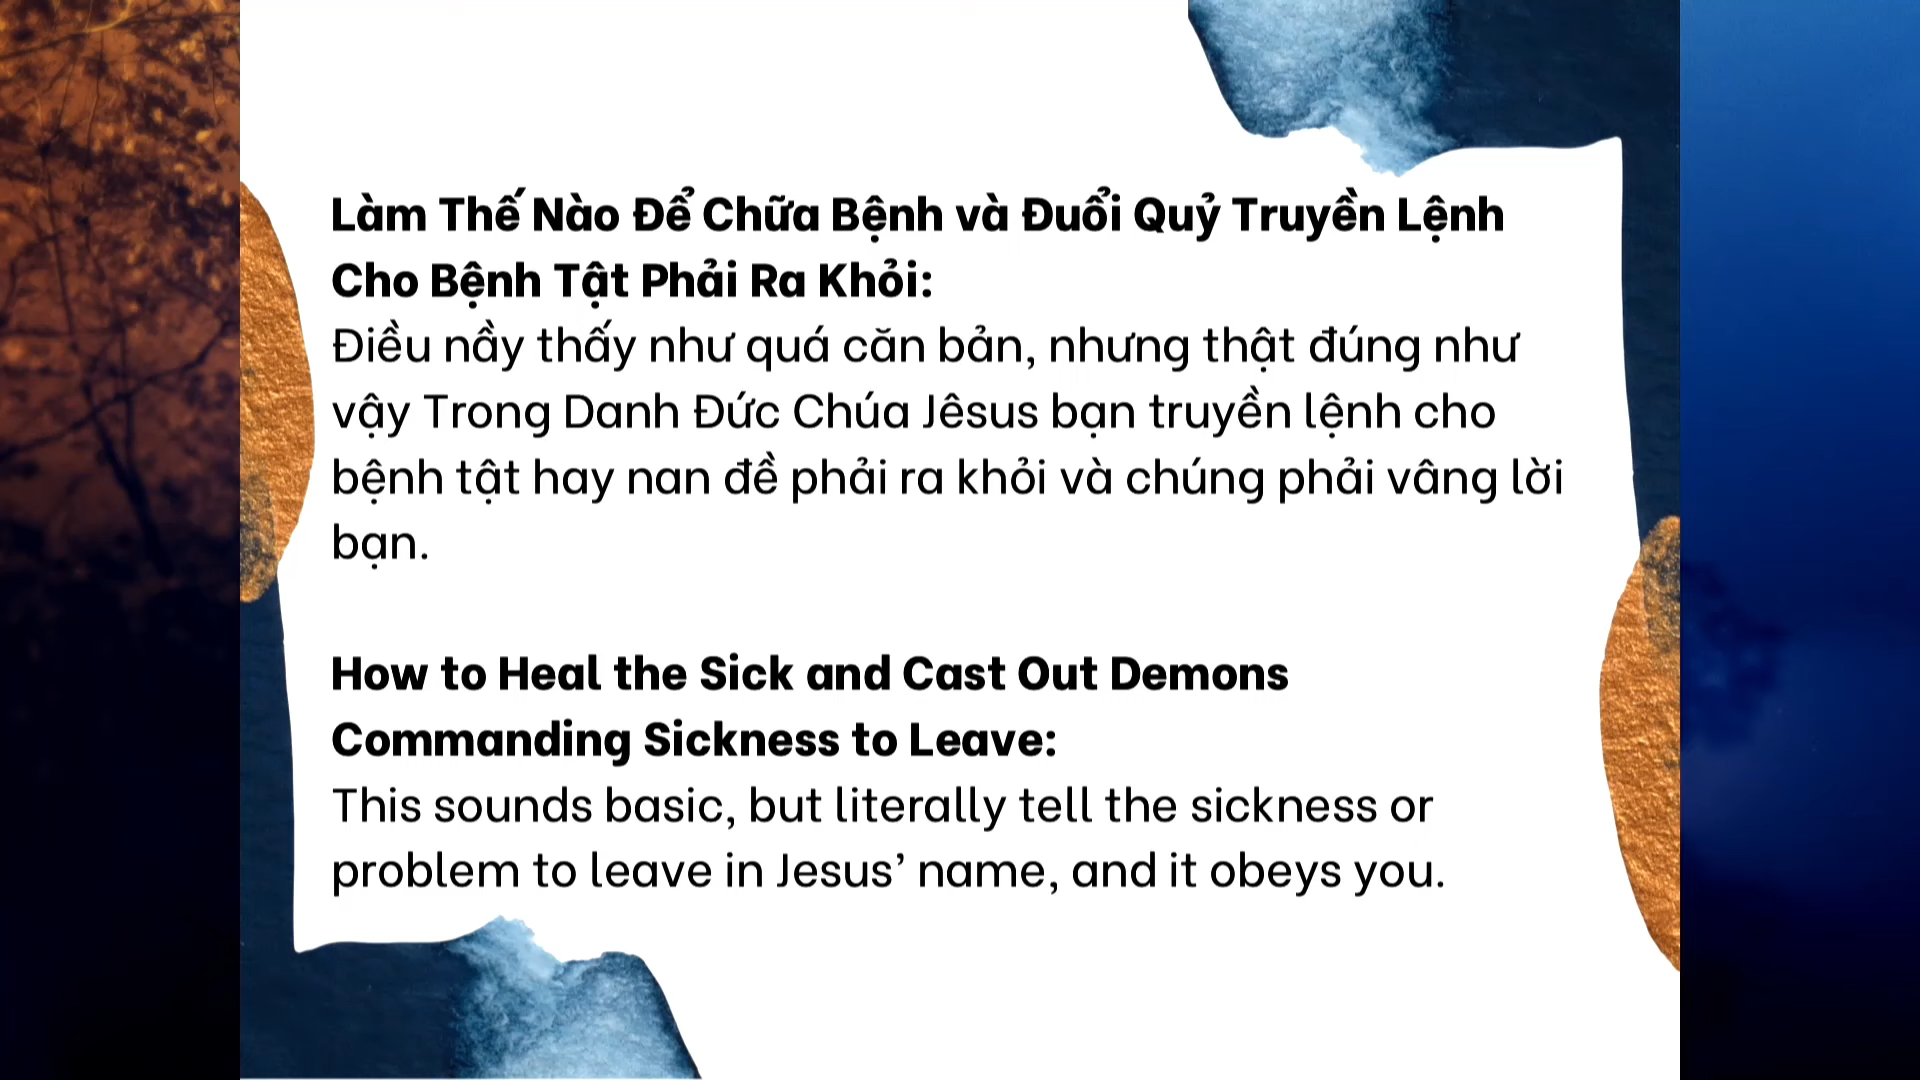 Làm Thế Nào Để Chữa Bệnh và Đuổi Quỷ Truyền Lệnh
Cho Bệnh Tật Phải Ra Khỏi:
Điều nầy thấy như quá căn bản, nhưng thật đúng như
vậy Trong Danh Đức Chúa Jêsus bạn truyền lệnh cho
bệnh tật hay nan đề phải ra khỏi và chúng phải vâng lời
bạn.
How to Heal the Sick and Cast Out Demons
Commanding Sickness to Leave:
This sounds basic, but literally tell the sickness or
problem to leave in Jesus’ name, and it obeys you.